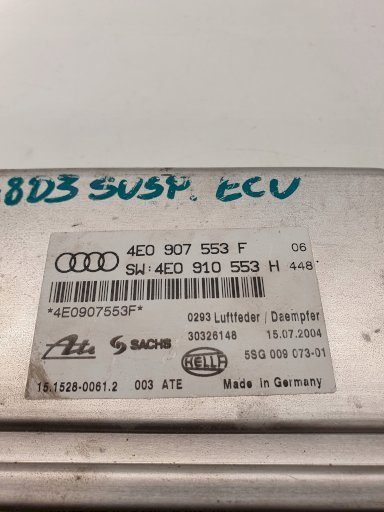 8D3 SUSP. ECU
4E0 907 553 F 06
SW:4E0 910 553 H 448
*4E0907553F*
0293 Luftfeder/Daempfer
30326148 15.07.2004
Ate SACHS HELLA 5SG 009 073-01
15.1528-0061.2 003 ATE Made in Germany